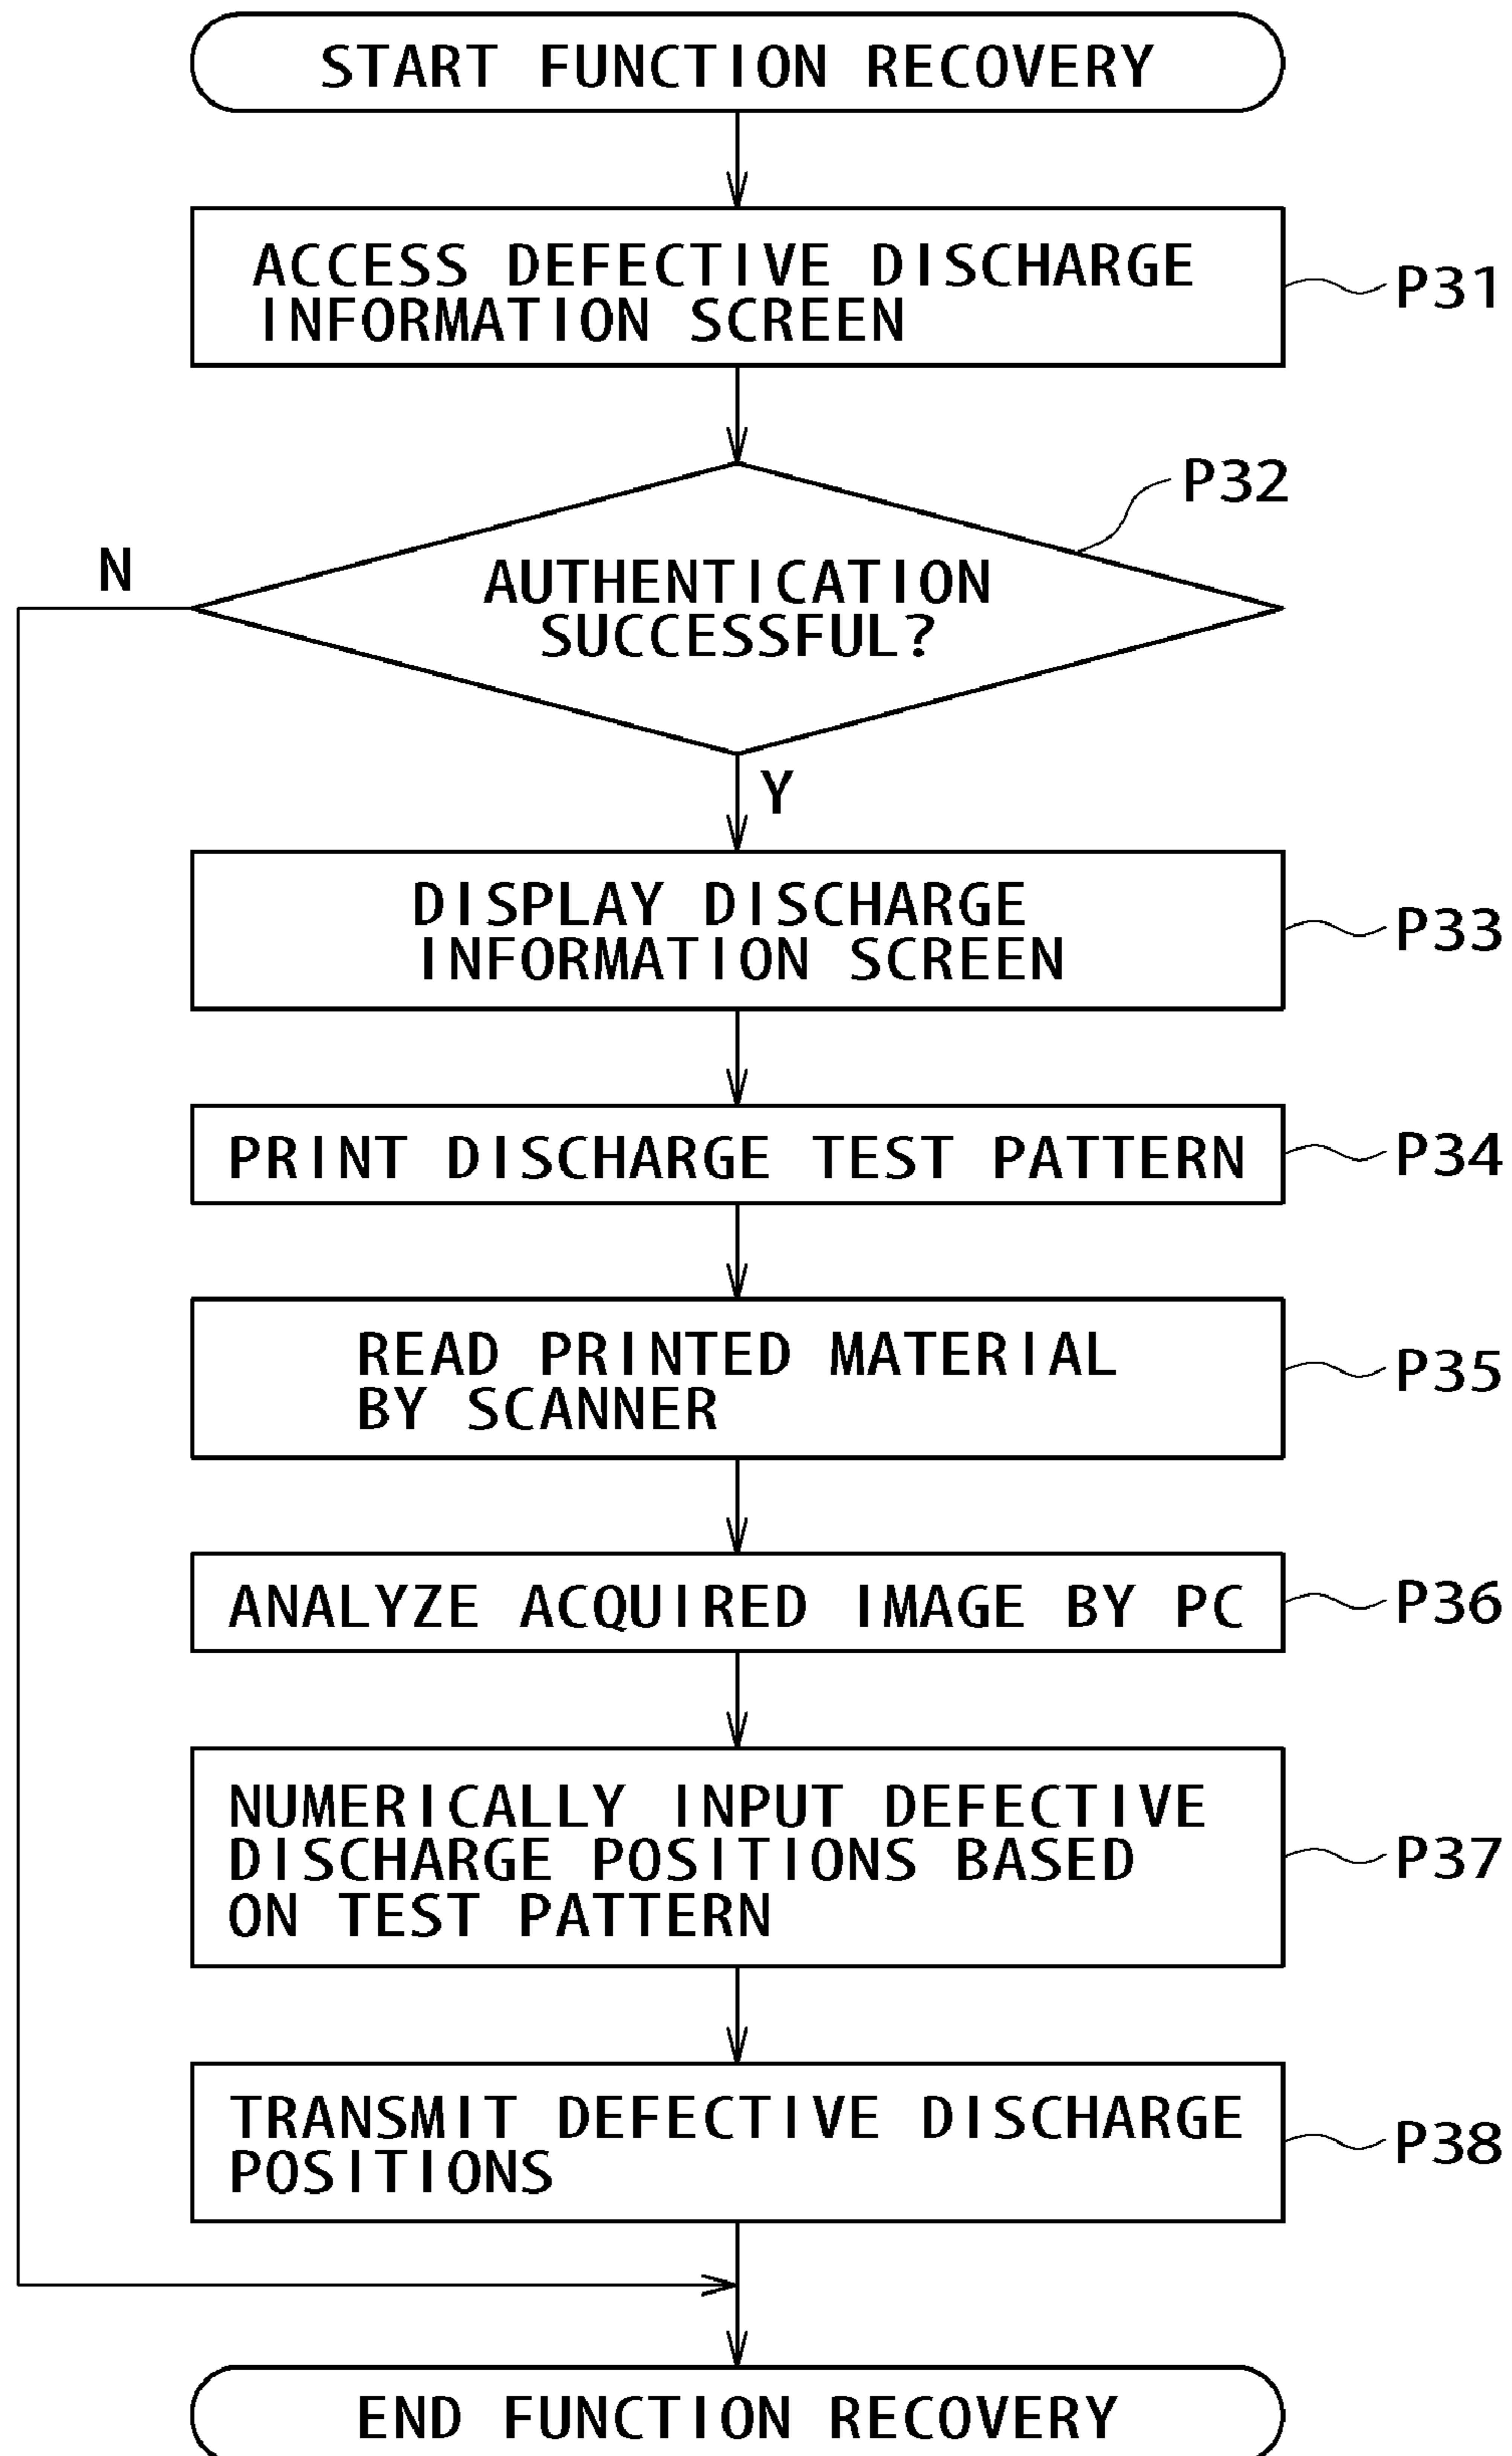 START FUNCTION RECOVERY
ACCESS DEFECTIVE DISCHARGE
INFORMATION SCREEN
P31
P32
N
AUTHENTICATION
SUCCESSFUL?
Y
DISPLAY DISCHARGE
INFORMATION SCREEN
P33
PRINT DISCHARGE TEST PATTERN
P34
READ PRINTED MATERIAL
BY SCANNER
P35
ANALYZE ACQUIRED IMAGE BY PC
P36
NUMERICALLY INPUT DEFECTIVE
DISCHARGE POSITIONS BASED
ON TEST PATTERN
P37
TRANSMIT DEFECTIVE DISCHARGE
POSITIONS
P38
END FUNCTION RECOVERY